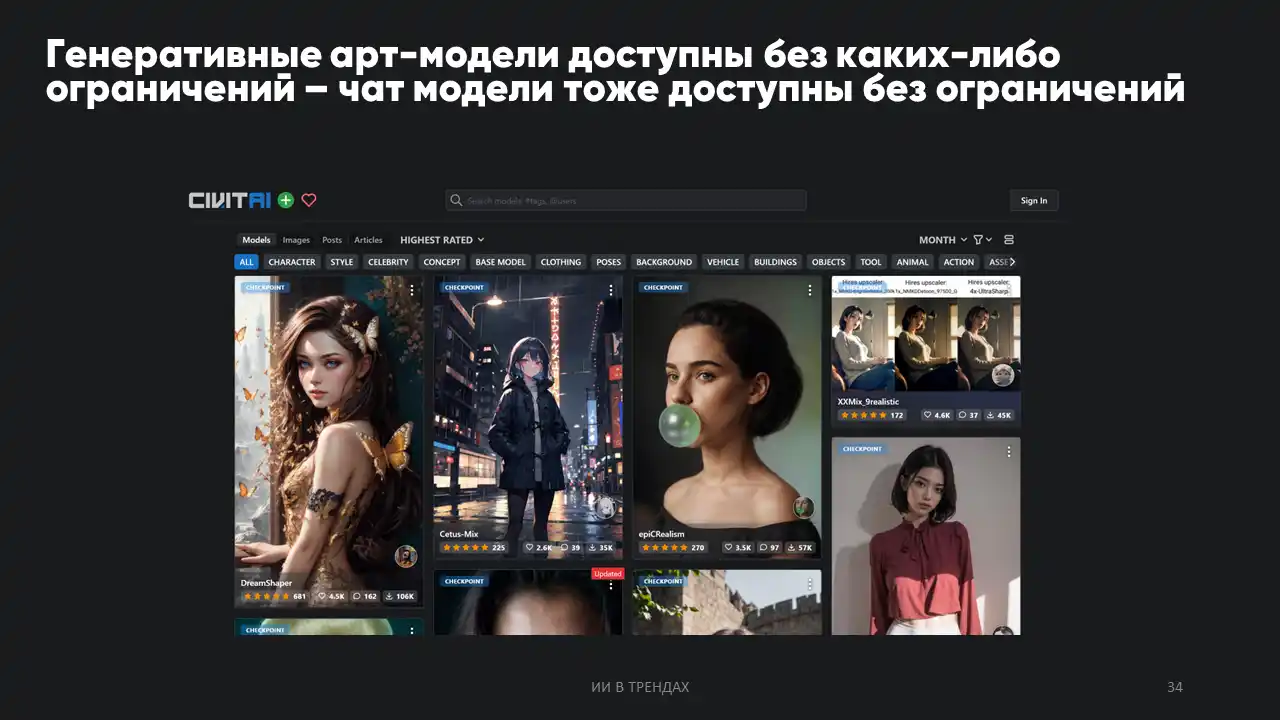 Генеративные арт-модели доступны без каких-либо
ограничений – чат модели тоже доступны без ограничений
CIVITAI
Search models, #tags, @users
Sign In
Models Images Posts Articles HIGHEST RATED
MONTH
ALL CHARACTER STYLE CELEBRITY CONCEPT BASE MODEL CLOTHING POSES BACKGROUND VEHICLE BUILDINGS OBJECTS TOOL ANIMAL ACTION ASSE
CHECKPOINT
DreamShaper
681 4.5K 162 106K
CHECKPOINT
CHECKPOINT
Cetus-Mix
225 2.6K 39 35K
CHECKPOINT
Updated
CHECKPOINT
epiCRealism
270 3.5K 97 57K
CHECKPOINT
Hires upscaler: Hires upscaler:
4x-UltraSharp
XXMix_9realistic
172 4.6K 37 45K
CHECKPOINT
ИИ В ТРЕНДАХ
34